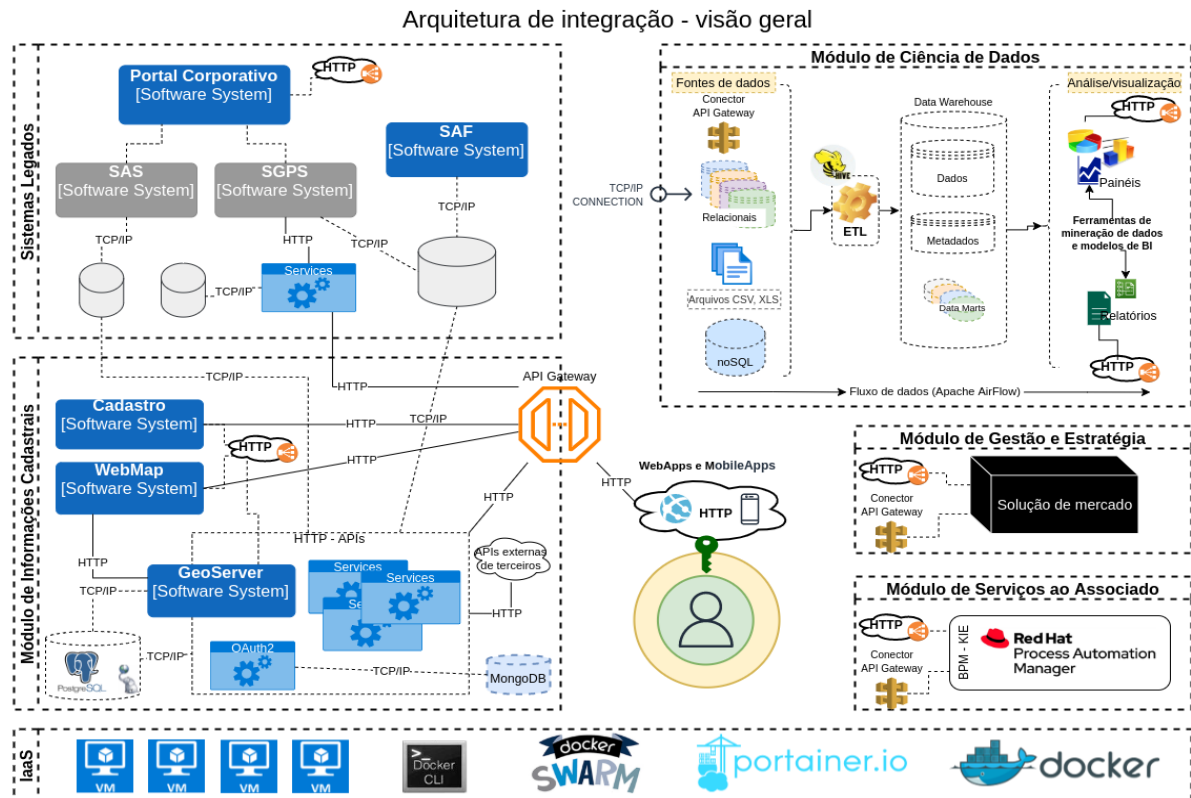 Arquitetura de integração - visão geral
Sistemas Legados
Portal Corporativo
[Software System]
HTTP
SAS
[Software System]
SGPS
[Software System]
SAF
[Software System]
TCP/IP
HTTP
TCP/IP
TCP/IP
Services
TCP/IP
Módulo de Informações Cadastrais
TCP/IP
HTTP
API Gateway
Cadastro
[Software System]
HTTP
TCP/IP
HTTP
WebMap
[Software System]
HTTP
HTTP
HTTP
HTTP - APIs
HTTP
GeoServer
[Software System]
TCP/IP
Services
Services
Se
APIs externas
de terceiros
HTTP
OAuth2
TCP/IP
TCP/IP
MongoDB
PostgreSQL
WebApps e MobileApps
HTTP
Módulo de Ciência de Dados
Fontes de dados
Conector
API Gateway
TCP/IP
CONNECTION
Relacionais
Arquivos CSV, XLS
noSQL
HIVE
ETL
Data Warehouse
Dados
Metadados
Data Marts
Análise/visualização
HTTP
Painéis
Ferramentas de
mineração de dados
e modelos de BI
Relatórios
HTTP
Fluxo de dados (Apache AirFlow)
Módulo de Gestão e Estratégia
HTTP
Conector
API Gateway
Solução de mercado
Módulo de Serviços ao Associado
HTTP
Conector
API Gateway
BPM - KIE
Red Hat
Process Automation
Manager
IaaS
VM
VM
VM
VM
>_
Docker
CLI
docker
SWARM
portainer.io
docker